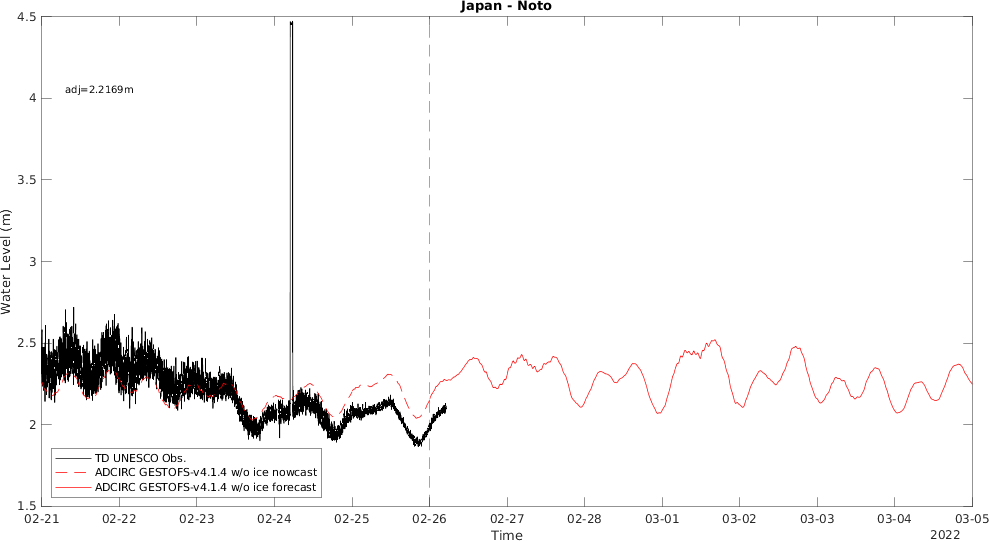 Japan - Noto
4.5
4
3.5
3
2.5
2
1.5
Water Level (m)
adj=2.2169m
TD UNESCO Obs.
ADCIRC GESTOFS-v4.1.4 w/o ice nowcast
ADCIRC GESTOFS-v4.1.4 w/o ice forecast
02-21 02-22 02-23 02-24 02-25 02-26 02-27 02-28 03-01 03-02 03-03 03-04 03-05
Time
2022